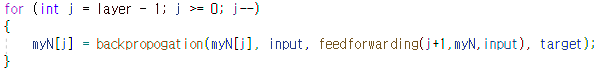 for (int j = layer - 1; j >= 0; j--)
{
myN[j] = backpropogation(myN[j], input, feedforwarding(j+1,myN,input), target);
}